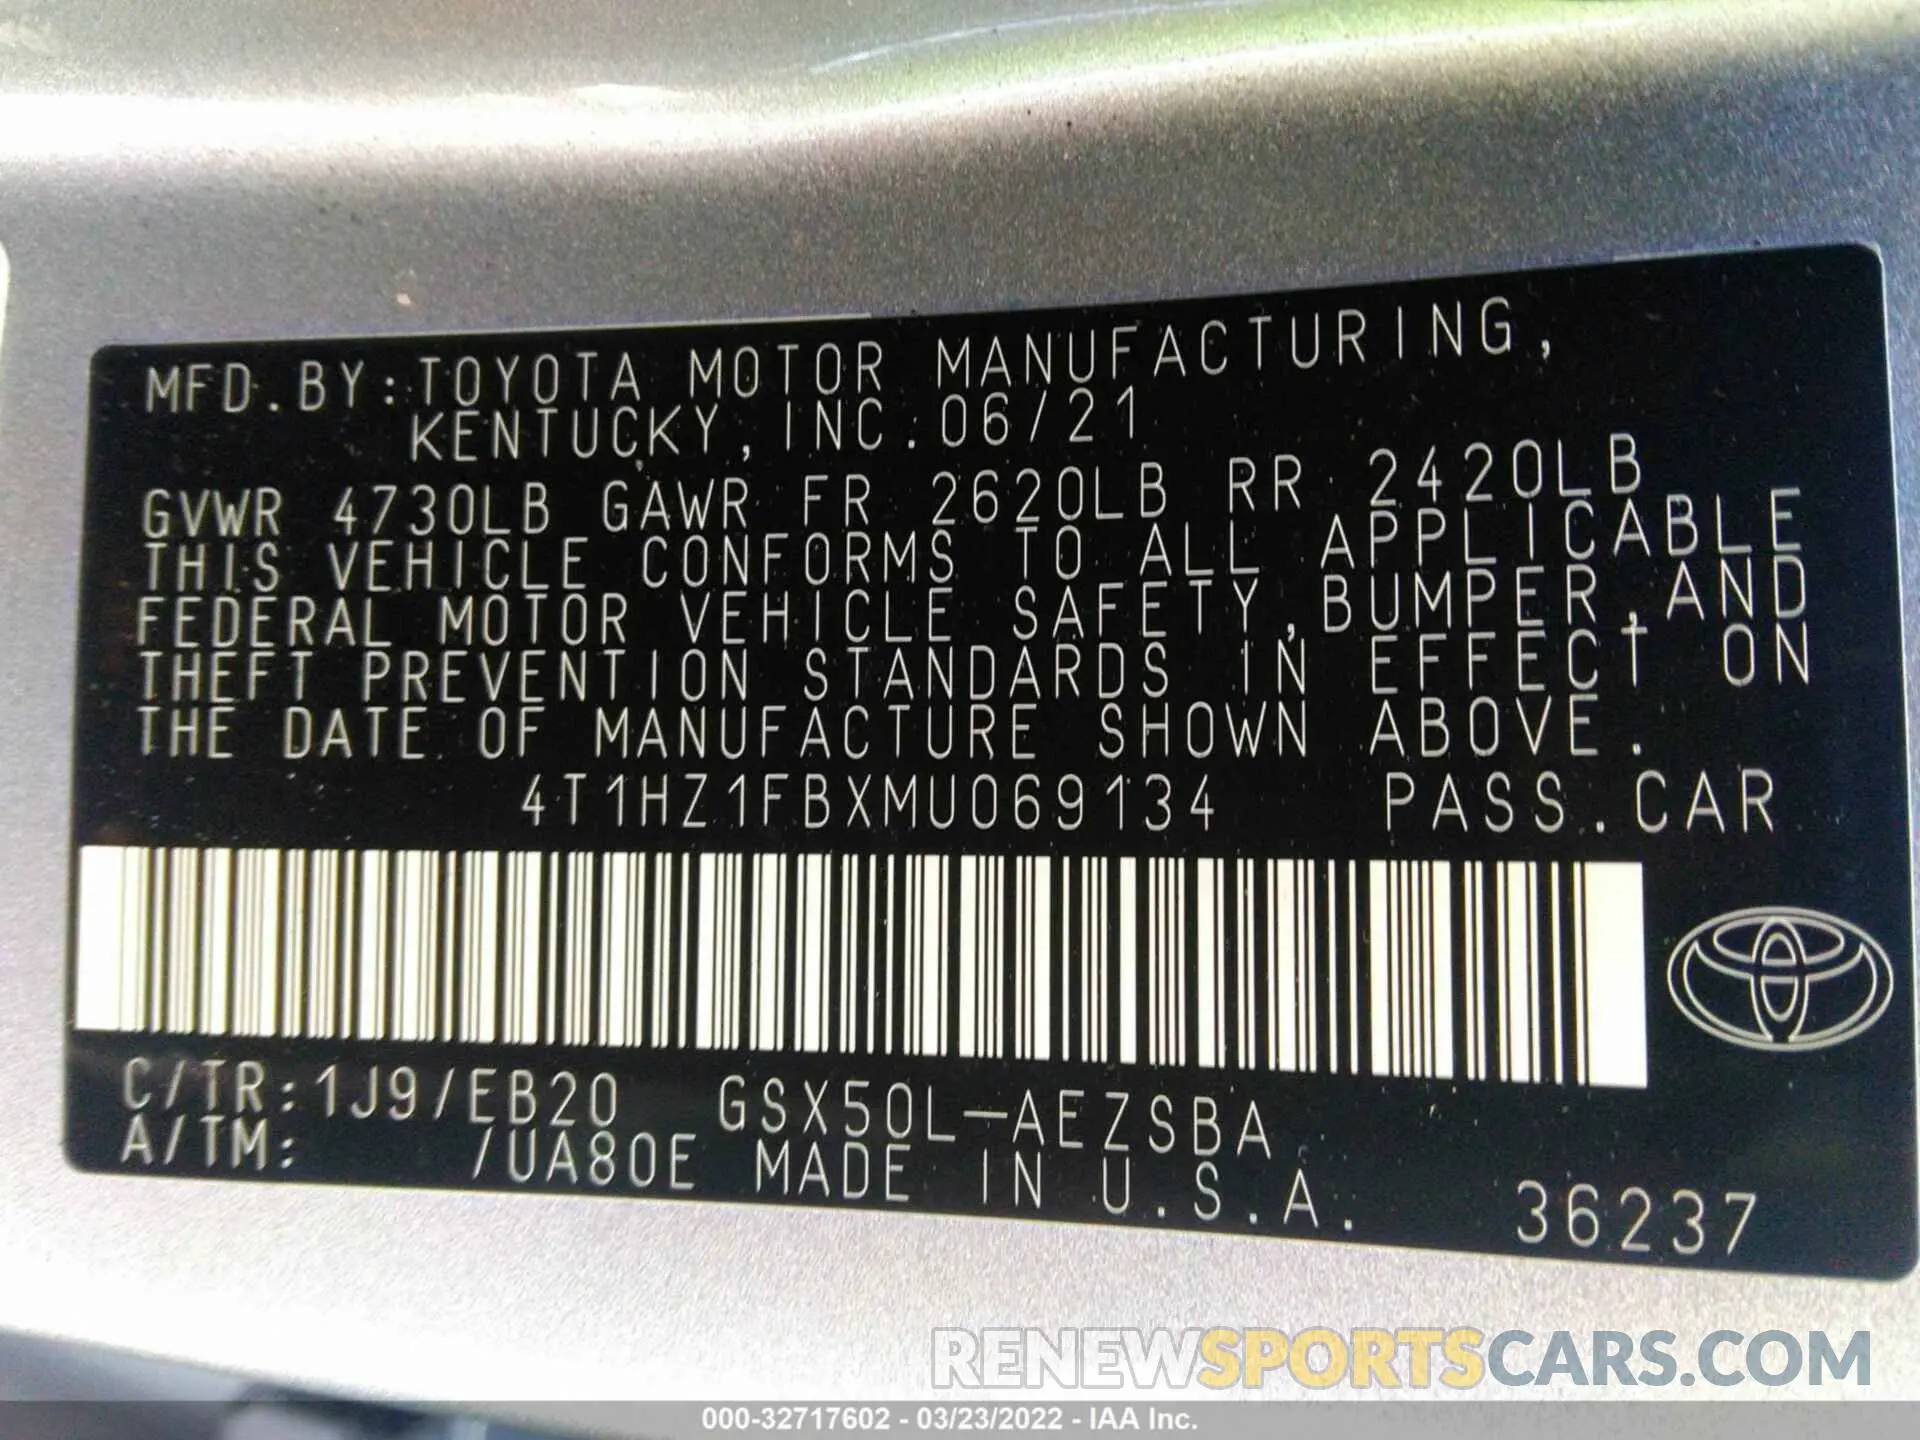 MFD.BY:TOYOTA MOTOR MANUFACTURING,
KENTUCKY,INC.06/21
GVWR 4730LB GAWR FR 2620LB RR 2420LB
THIS VEHICLE CONFORMS TO ALL APPLICABLE
FEDERAL MOTOR VEHICLE SAFETY,BUMPER,AND
THEFT PREVENTION STANDARDS IN EFFECT ON
THE DATE OF MANUFACTURE SHOWN ABOVE.
4T1HZ1FBXMU069134 PASS.CAR
C/TR:1J9/EB20 GSX50L-AEZSBA
A/TM: /UA80E MADE IN U.S.A.
36237
RENEWSPORTSCARS.COM
000-32717602 - 03/23/2022 - IAA Inc.